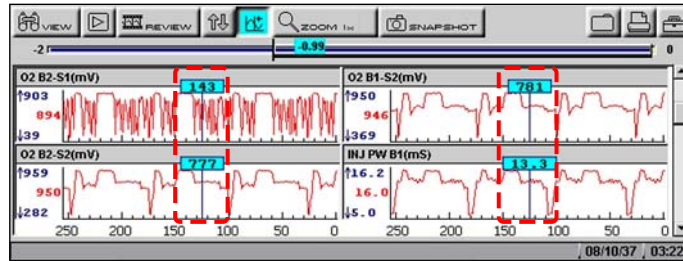 VIEW REVIEW ZOOM 1x SNAPSHOT
-2 -0.99 0
O2 B2-S1(mV) O2 B1-S2(mV)
143 781
↑903 ↑950
894 946
↓39 ↓369
O2 B2-S2(mV) INJ PW B1(mS)
777 13.3
↑959 ↑16.2
950 16.0
↓282 ↓5.0
250 200 150 100 50 0 250 200 150 100 50 0
08/10/37 03:22